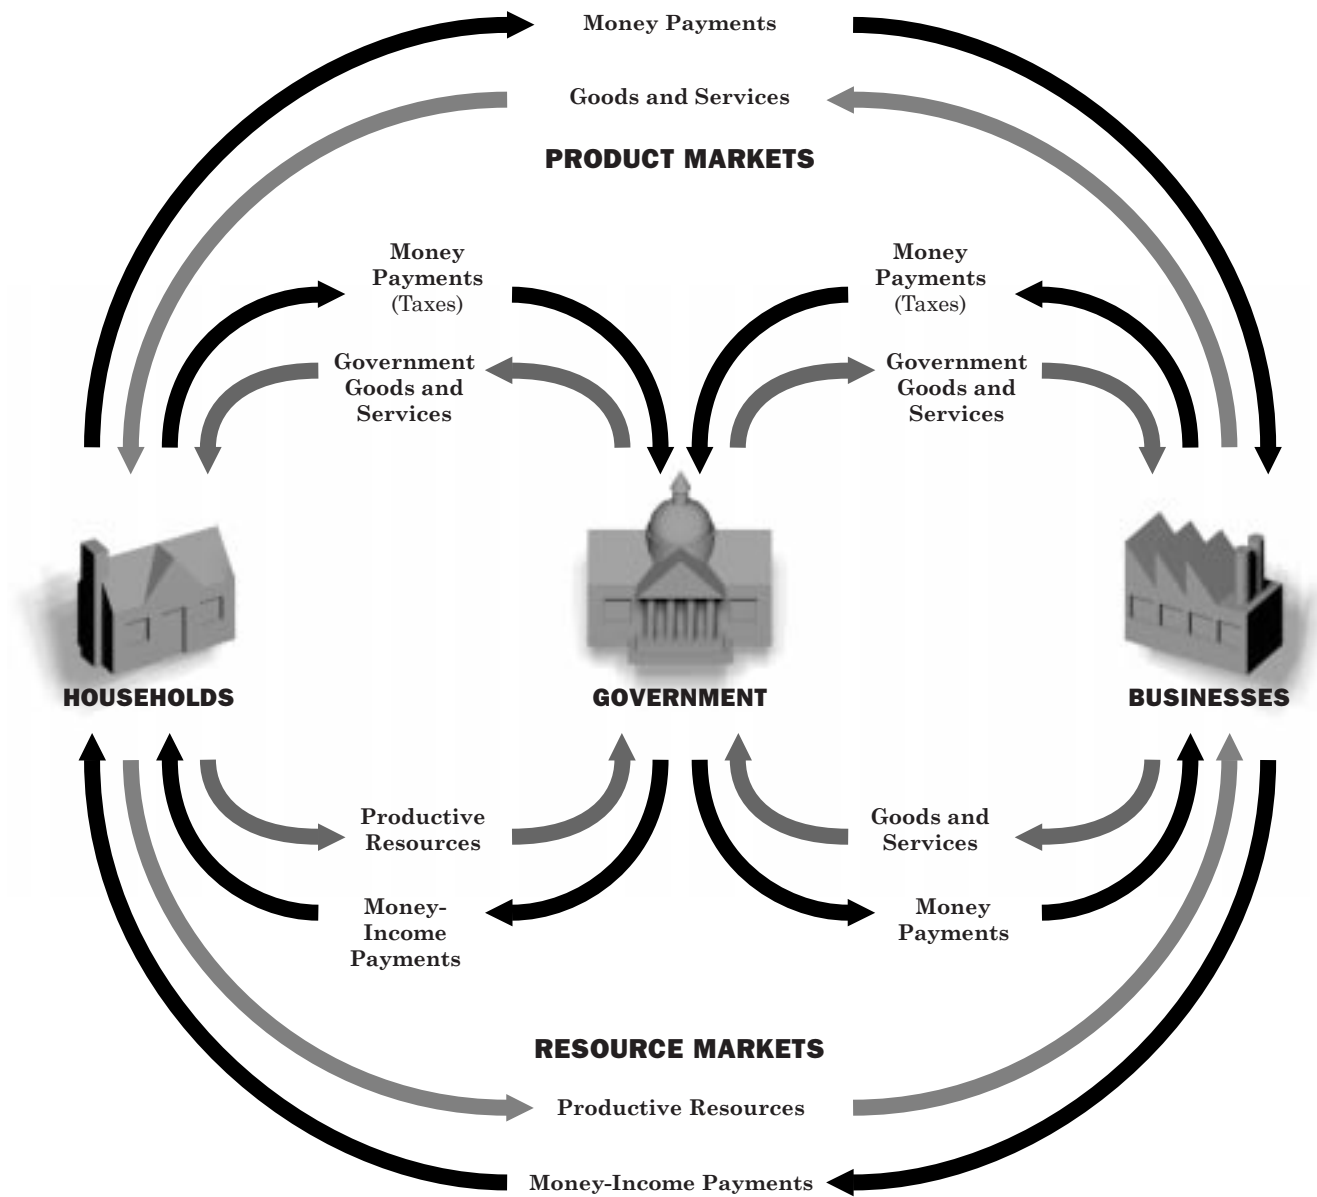 Money Payments
Goods and Services
PRODUCT MARKETS
Money
Payments
(Taxes)
Money
Payments
(Taxes)
Government
Goods and
Services
Government
Goods and
Services
HOUSEHOLDS
GOVERNMENT
BUSINESSES
Productive
Resources
Goods and
Services
Money-
Income
Payments
Money
Payments
RESOURCE MARKETS
Productive Resources
Money-Income Payments